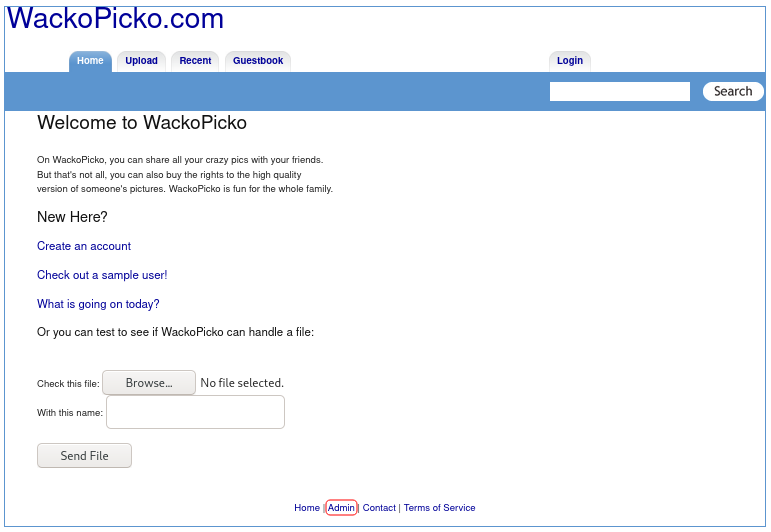 WackoPicko.com
Home Upload Recent Guestbook Login
Search
Welcome to WackoPicko
On WackoPicko, you can share all your crazy pics with your friends.
But that's not all, you can also buy the rights to the high quality
version of someone's pictures. WackoPicko is fun for the whole family.
New Here?
Create an account
Check out a sample user!
What is going on today?
Or you can test to see if WackoPicko can handle a file:
Check this file: Browse... No file selected.
With this name:
Send File
Home | Admin | Contact | Terms of Service